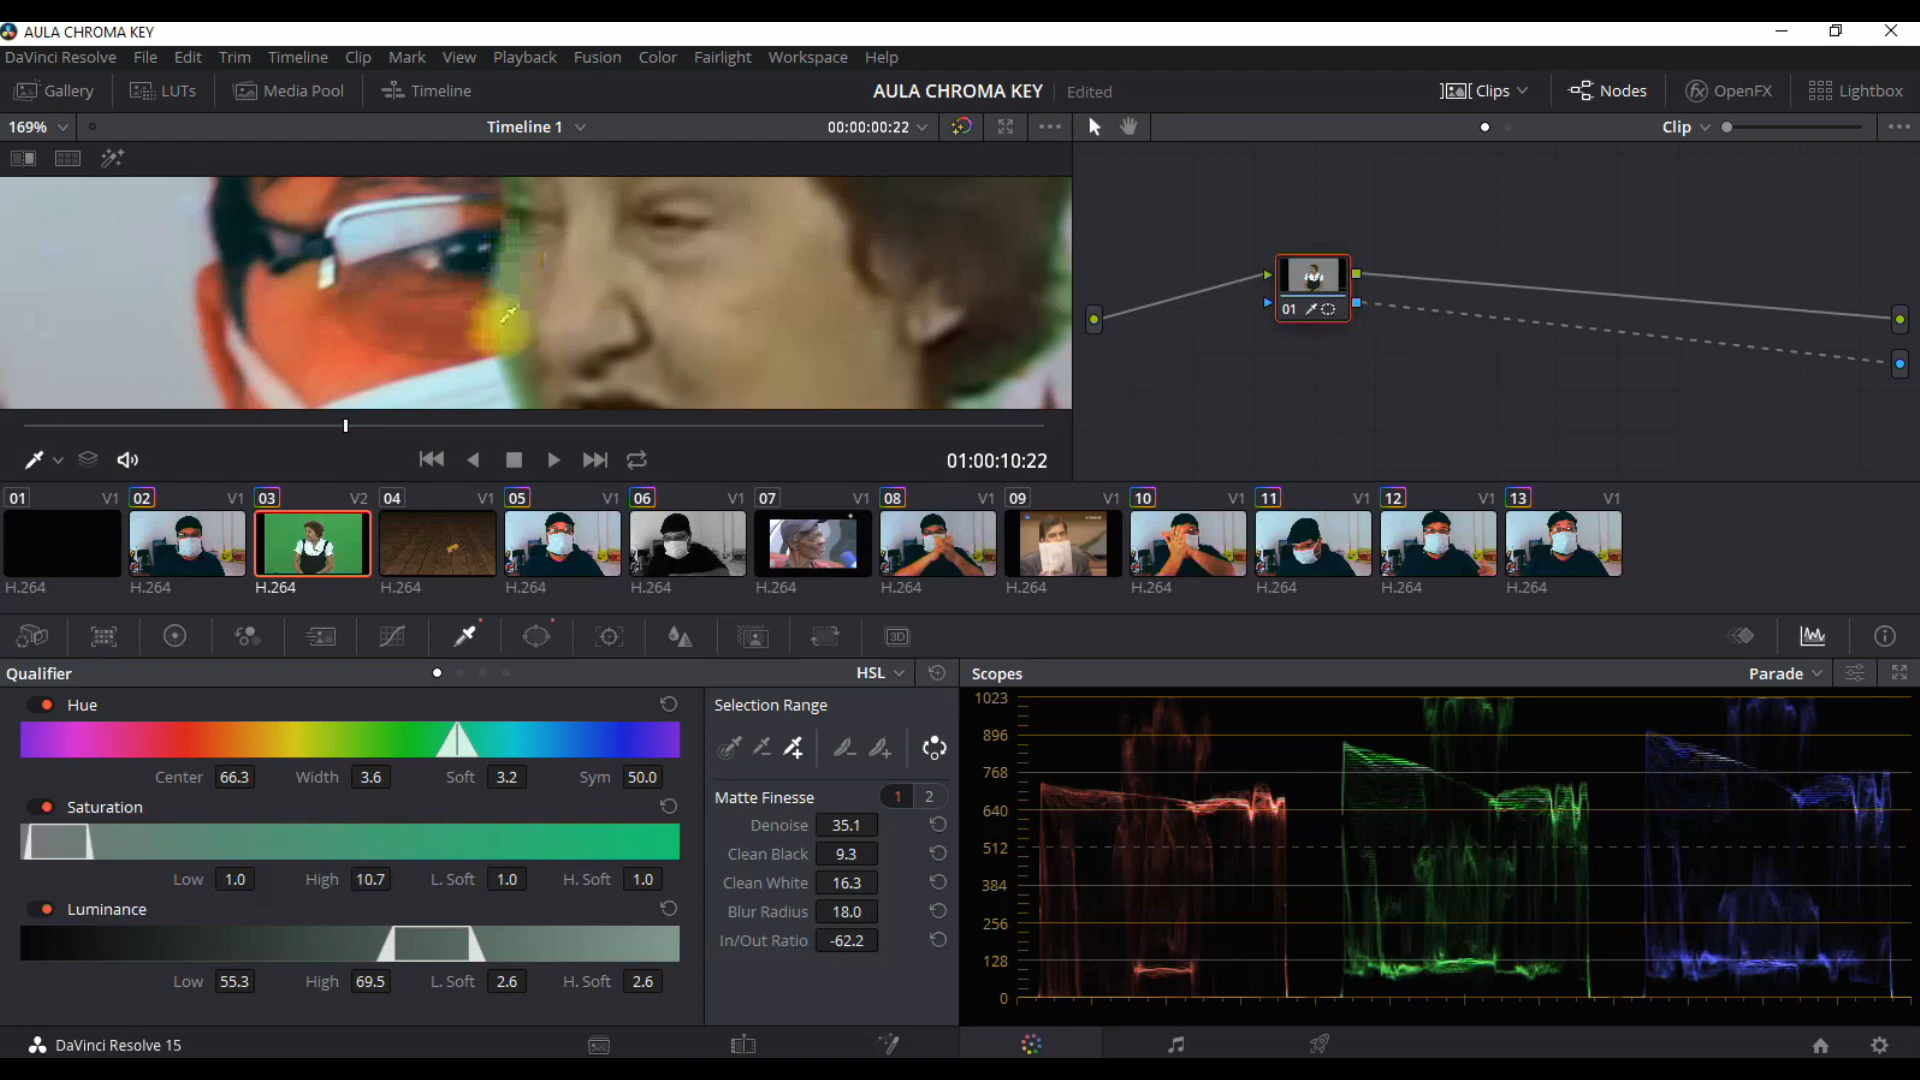 AULA CHROMA KEY
DaVinci Resolve File Edit Trim Timeline Clip Mark View Playback Fusion Color Fairlight Workspace Help
Gallery LUTs Media Pool Timeline AULA CHROMA KEY Edited Clips Nodes OpenFX Lightbox
169% Timeline 1 00:00:00:22 Clip
01
01:00:10:22
01 V1 02 V1 03 V2 04 V1 05 V1 06 V1 07 V1 08 V1 09 V1 10 V1 11 V1 12 V1 13 V1
H.264 H.264 H.264 H.264 H.264 H.264 H.264 H.264 H.264 H.264 H.264 H.264 H.264
3D
Qualifier HSL Scopes Parade
Hue Selection Range
Center 66.3 Width 3.6 Soft 3.2 Sym 50.0
Saturation
Low 1.0 High 10.7 L. Soft 1.0 H. Soft 1.0
Luminance
Low 55.3 High 69.5 L. Soft 2.6 H. Soft 2.6
Matte Finesse 1 2
Denoise 35.1
Clean Black 9.3
Clean White 16.3
Blur Radius 18.0
In/Out Ratio -62.2
1023
896
768
640
512
384
256
128
0
DaVinci Resolve 15